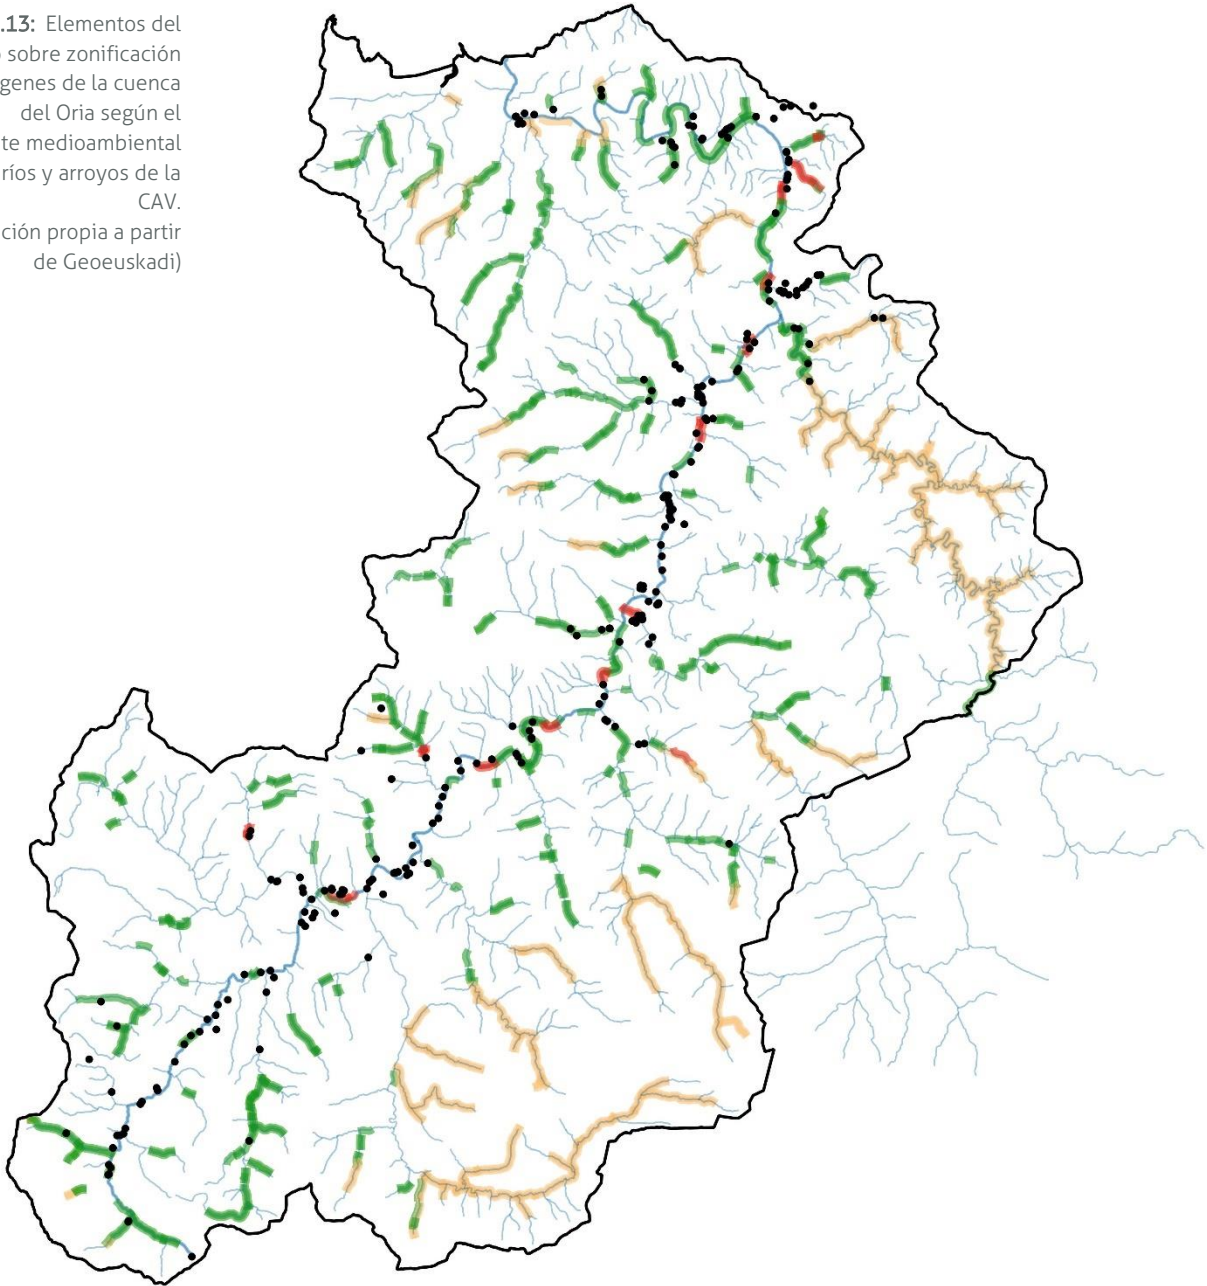 .13: Elementos del
sobre zonificación
genes de la cuenca
del Oria según el
te medioambiental
ríos y arroyos de la
CAV.
ción propia a partir
de Geoeuskadi)